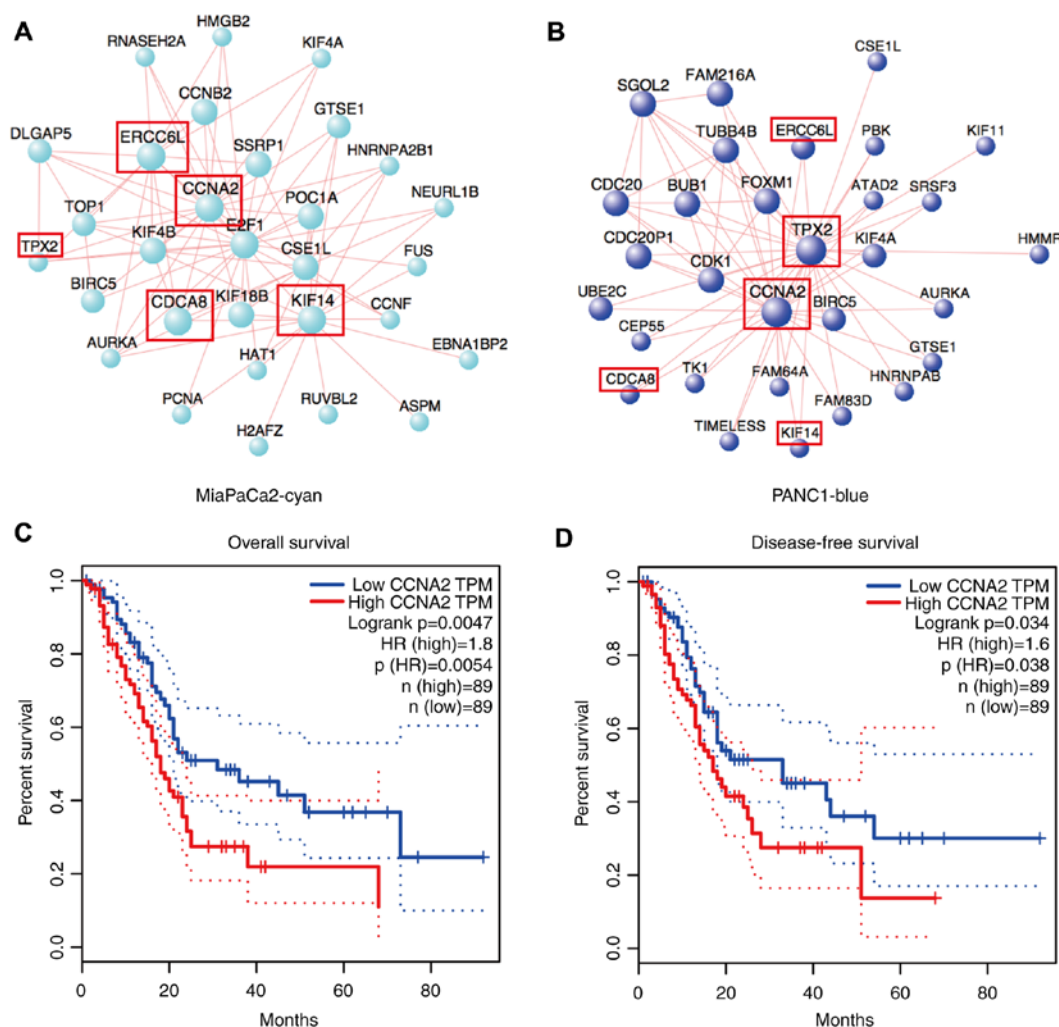 A
HMGB2
RNASEH2A
KIF4A
CCNB2
GTSE1
DLGAP5
ERCC6L
SSRP1
HNRNPA2B1
CCNA2
NEURL1B
TOP1
POC1A
E2F1
KIF4B
TPX2
CSE1L
FUS
BIRC5
CDCA8
KIF18B
KIF14
CCNF
AURKA
HAT1
EBNA1BP2
PCNA
RUVBL2
ASPM
H2AFZ
MiaPaCa2-cyan
B
CSE1L
SGOL2
FAM216A
TUBB4B
ERCC6L
PBK
KIF11
CDC20
BUB1
FOXM1
ATAD2
SRSF3
TPX2
CDC20P1
KIF4A
HMMR
CDK1
CCNA2
UBE2C
BIRC5
AURKA
CEP55
GTSE1
CDCA8
TK1
FAM64A
HNRNPAB
FAM83D
TIMELESS
KIF14
PANC1-blue
C
Overall survival
Low CCNA2 TPM
High CCNA2 TPM
Logrank p=0.0047
HR (high)=1.8
p (HR)=0.0054
n (high)=89
n (low)=89
Percent survival
1.0
0.8
0.6
0.4
0.2
0.0
0 20 40 60 80
Months
D
Disease-free survival
Low CCNA2 TPM
High CCNA2 TPM
Logrank p=0.034
HR (high)=1.6
p (HR)=0.038
n (high)=89
n (low)=89
Percent survival
1.0
0.8
0.6
0.4
0.2
0.0
0 20 40 60 80
Months